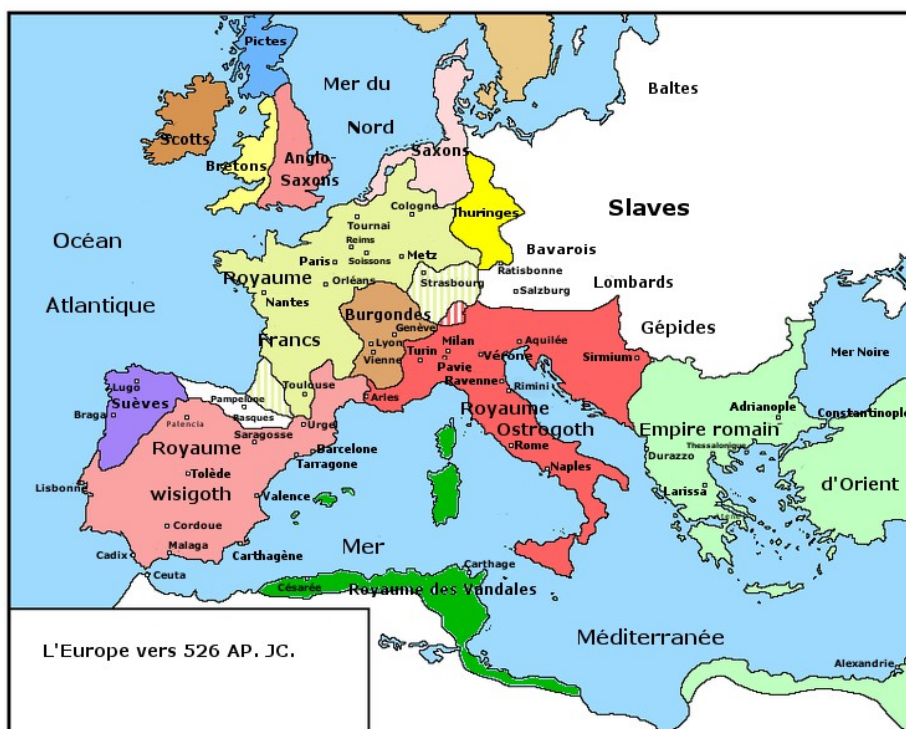 Pictes
Mer du
Nord
Baltes
Scotts
Bretons
Anglo-
Saxons
Saxons
Cologne
Tournai
Thuringes
Slaves
Océan
Atlantique
Reims
Soissons
Paris
Metz
Bavarois
Ratisbonne
Royaume
Orléans
Strasbourg
Salzburg
Lombards
Nantes
Burgondes
Genève
Gépides
Francs
Lyon
Vienne
Turin
Milan
Pavie
Vérone
Aquilée
Sirmium
Mer Noire
Ravenne
Rimini
Lugo
Suèves
Braga
Pampelune
Basques
Toulouse
Arles
Royaume
Ostrogoth
Andrinople
Constantinople
Palencia
Urgel
Saragosse
Royaume
Barcelone
Tarragone
Rome
Empire romain
Thessalonique
Durazzo
Tolède
Naples
Lisbonne
wisigoth
Valence
Larissa
d'Orient
Cordoue
Malaga
Carthagène
Cadix
Ceuta
Mer
Carthage
Césarée
Royaume des Vandales
Méditerranée
L'Europe vers 526 AP. JC.
Alexandrie